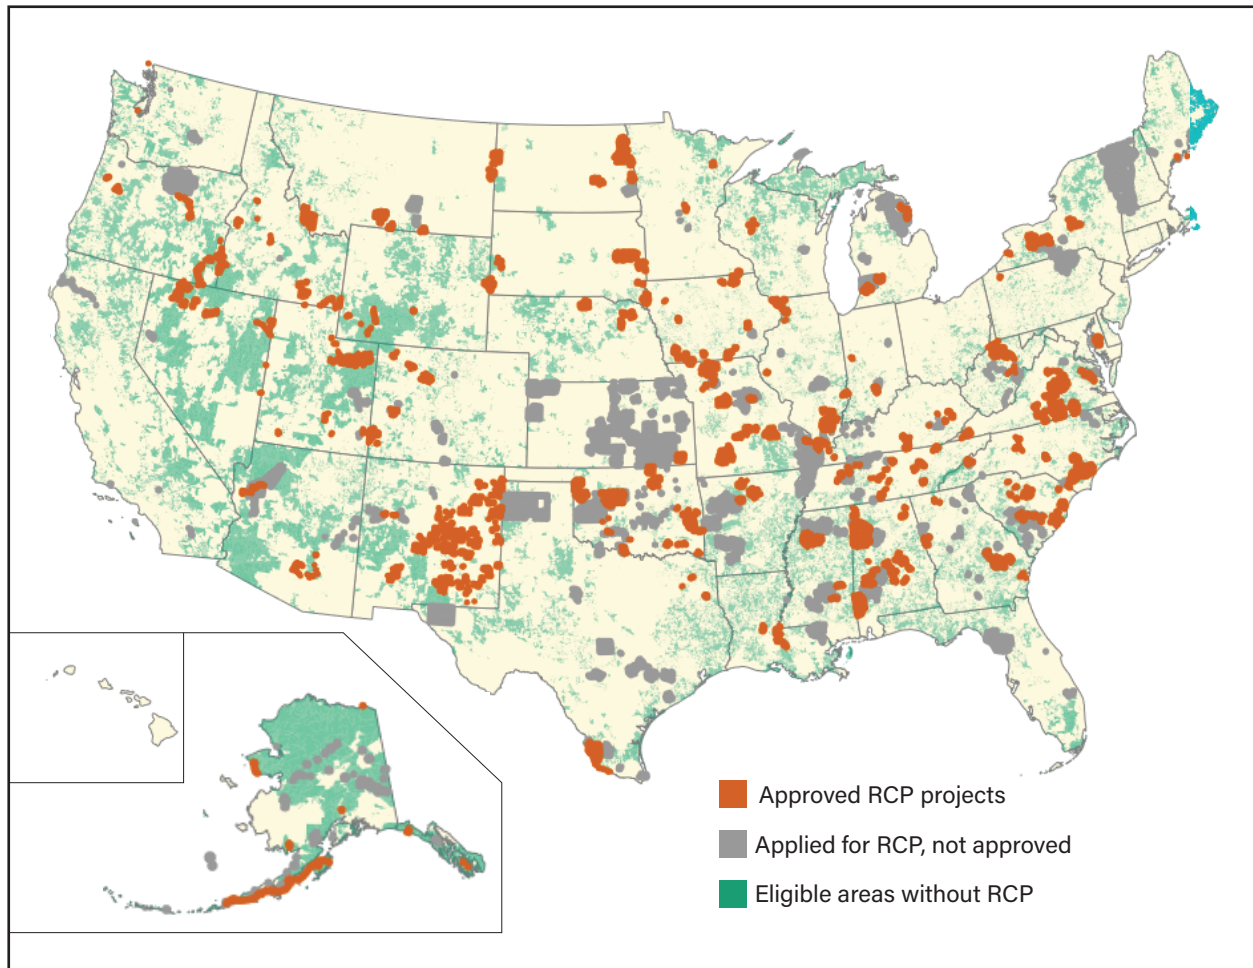 Approved RCP projects
Applied for RCP, not approved
Eligible areas without RCP